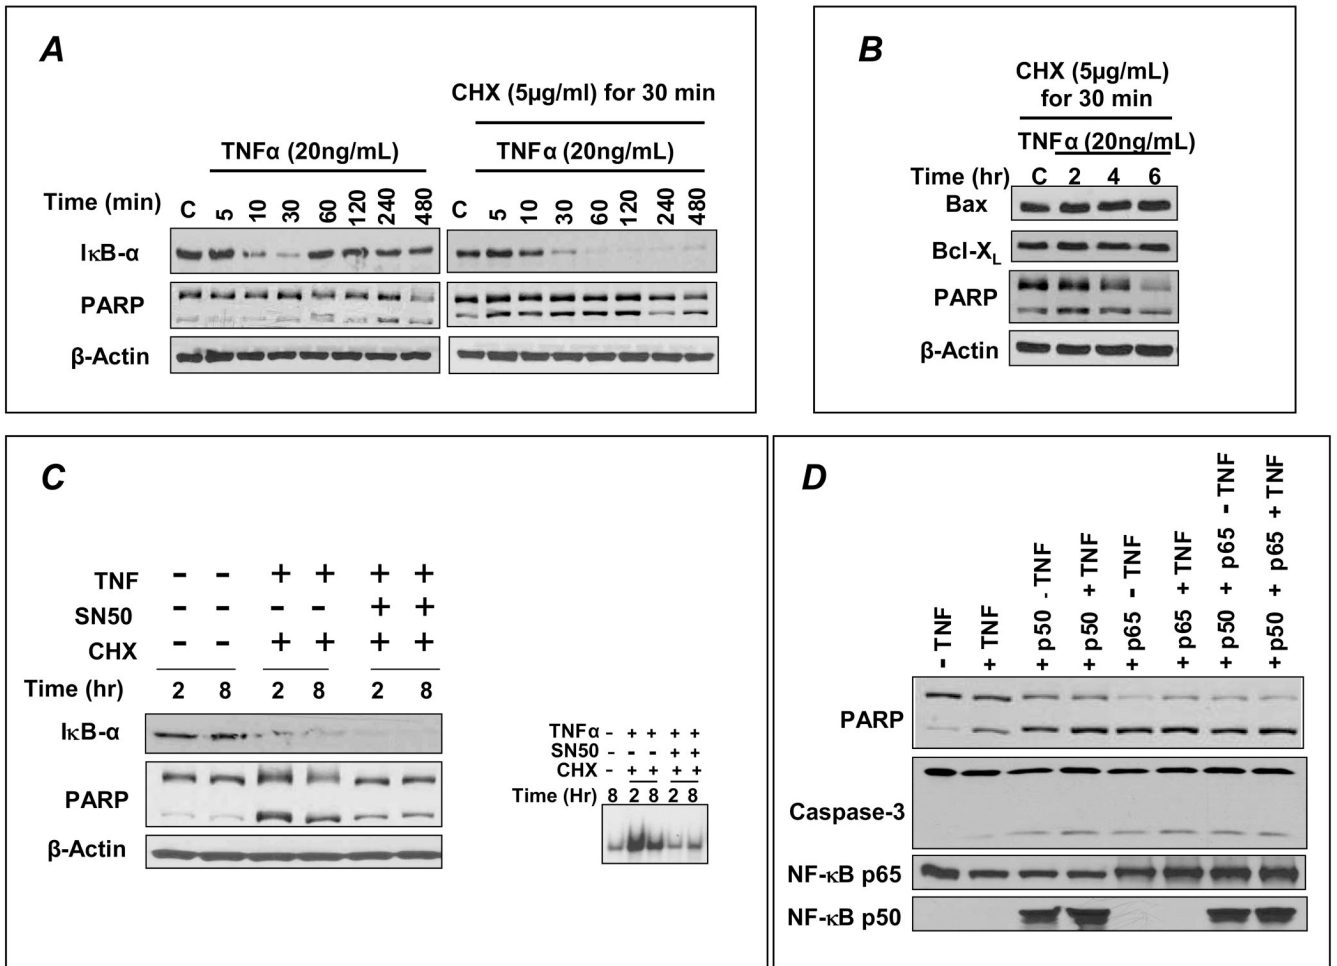 A
CHX (5µg/ml) for 30 min
TNFα (20ng/mL) TNFα (20ng/mL)
Time (min) C 5 10 30 60 120 240 480 C 5 10 30 60 120 240 480
IκB-α
PARP
β-Actin
B
CHX (5µg/mL)
for 30 min
TNFα (20ng/mL)
Time (hr) C 2 4 6
Bax
Bcl-XL
PARP
β-Actin
C
TNF - - + + + +
SN50 - - - - + +
CHX - - + + + +
Time (hr) 2 8 2 8 2 8
IκB-α
PARP
β-Actin
TNFα - + + + +
SN50 - - - + +
CHX - + + + +
Time (Hr) 8 2 8 2 8
D
- TNF
+ TNF
+ p50 - TNF
+ p50 + TNF
+ p65 - TNF
+ p65 + TNF
+ p50 + p65 - TNF
+ p50 + p65 + TNF
PARP
Caspase-3
NF-κB p65
NF-κB p50